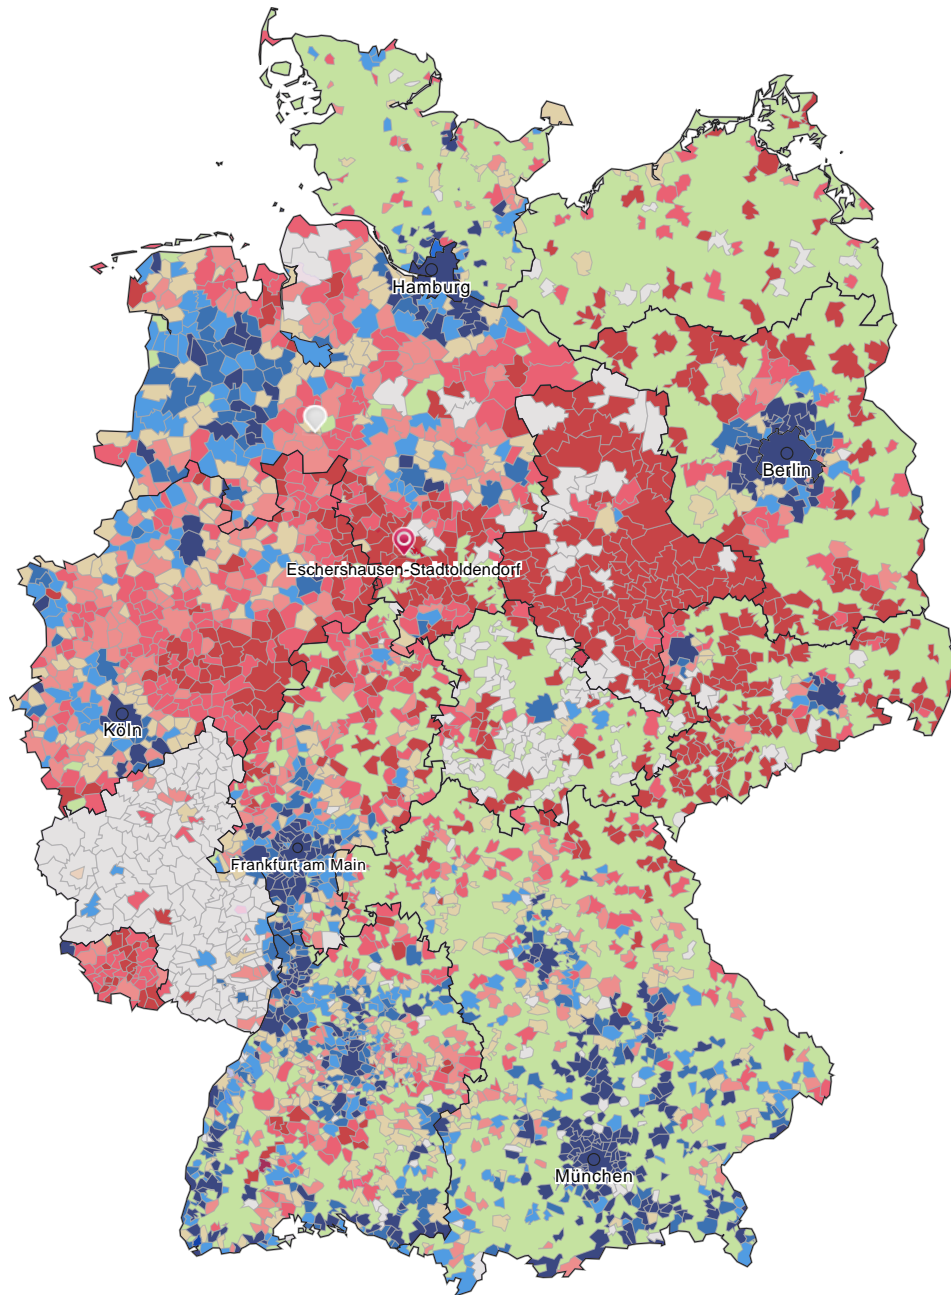 Hamburg
Berlin
Eschershausen-Stadtoldendorf
Köln
Frankfurt am Main
München